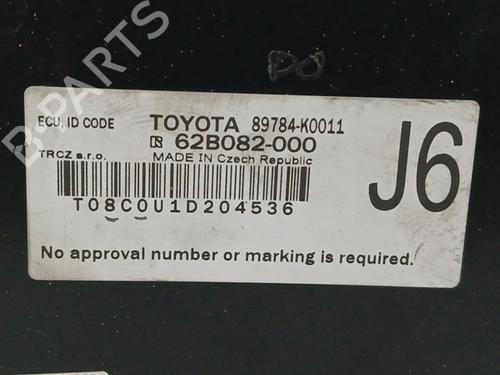 B-PARTS
DO
ECU. ID CODE TOYOTA 89784-K0011
R 62B082-000
TRCZ s.r.o. MADE IN Czech Republic
J6
T08C0U1D204536
No approval number or marking is required.